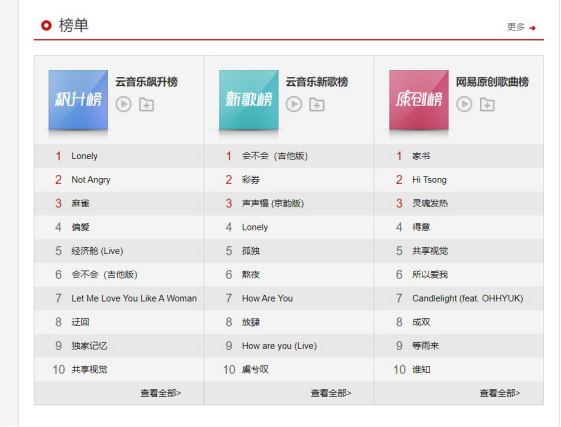 榜单
更多
飙升榜
云音乐飙升榜
1 Lonely
2 Not Angry
3 麻雀
4 偏爱
5 经济舱 (Live)
6 会不会（吉他版）
7 Let Me Love You Like A Woman
8 迂回
9 独家记忆
10 共享视觉
查看全部>
新歌榜
云音乐新歌榜
1 会不会（吉他版）
2 彩券
3 声声慢 (京韵版)
4 Lonely
5 孤独
6 熬夜
7 How Are You
8 放肆
9 How are you (Live)
10 虞兮叹
查看全部>
原创榜
网易原创歌曲榜
1 家书
2 Hi Tsong
3 灵魂发热
4 得意
5 共享视觉
6 所以爱我
7 Candlight (feat. OHHYUK)
8 成双
9 等雨来
10 谁知
查看全部>